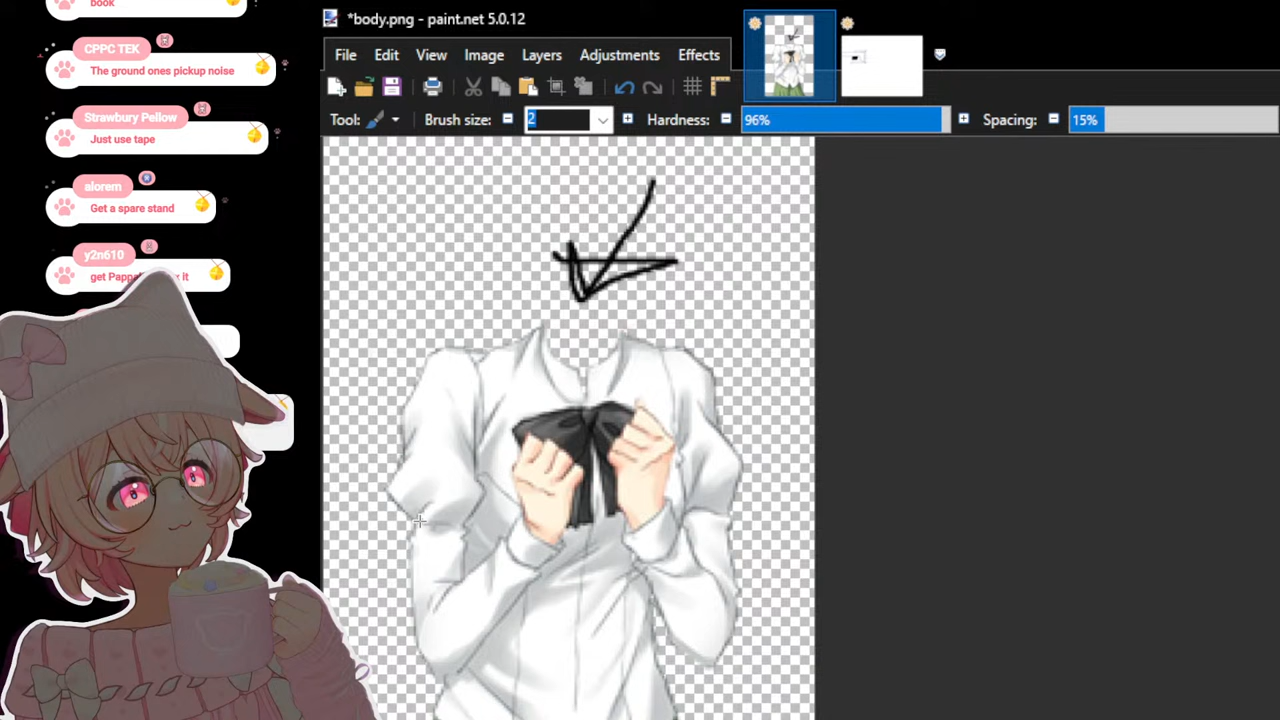 book
CPPC TEK
The ground ones pickup noise
Strawbury Pellow
Just use tape
alorem
Get a spare stand
y2n610
get
it
*body.png - paint.net 5.0.12
File Edit View Image Layers Adjustments Effects
Tool: Brush size: 2 Hardness: 96% Spacing: 15%